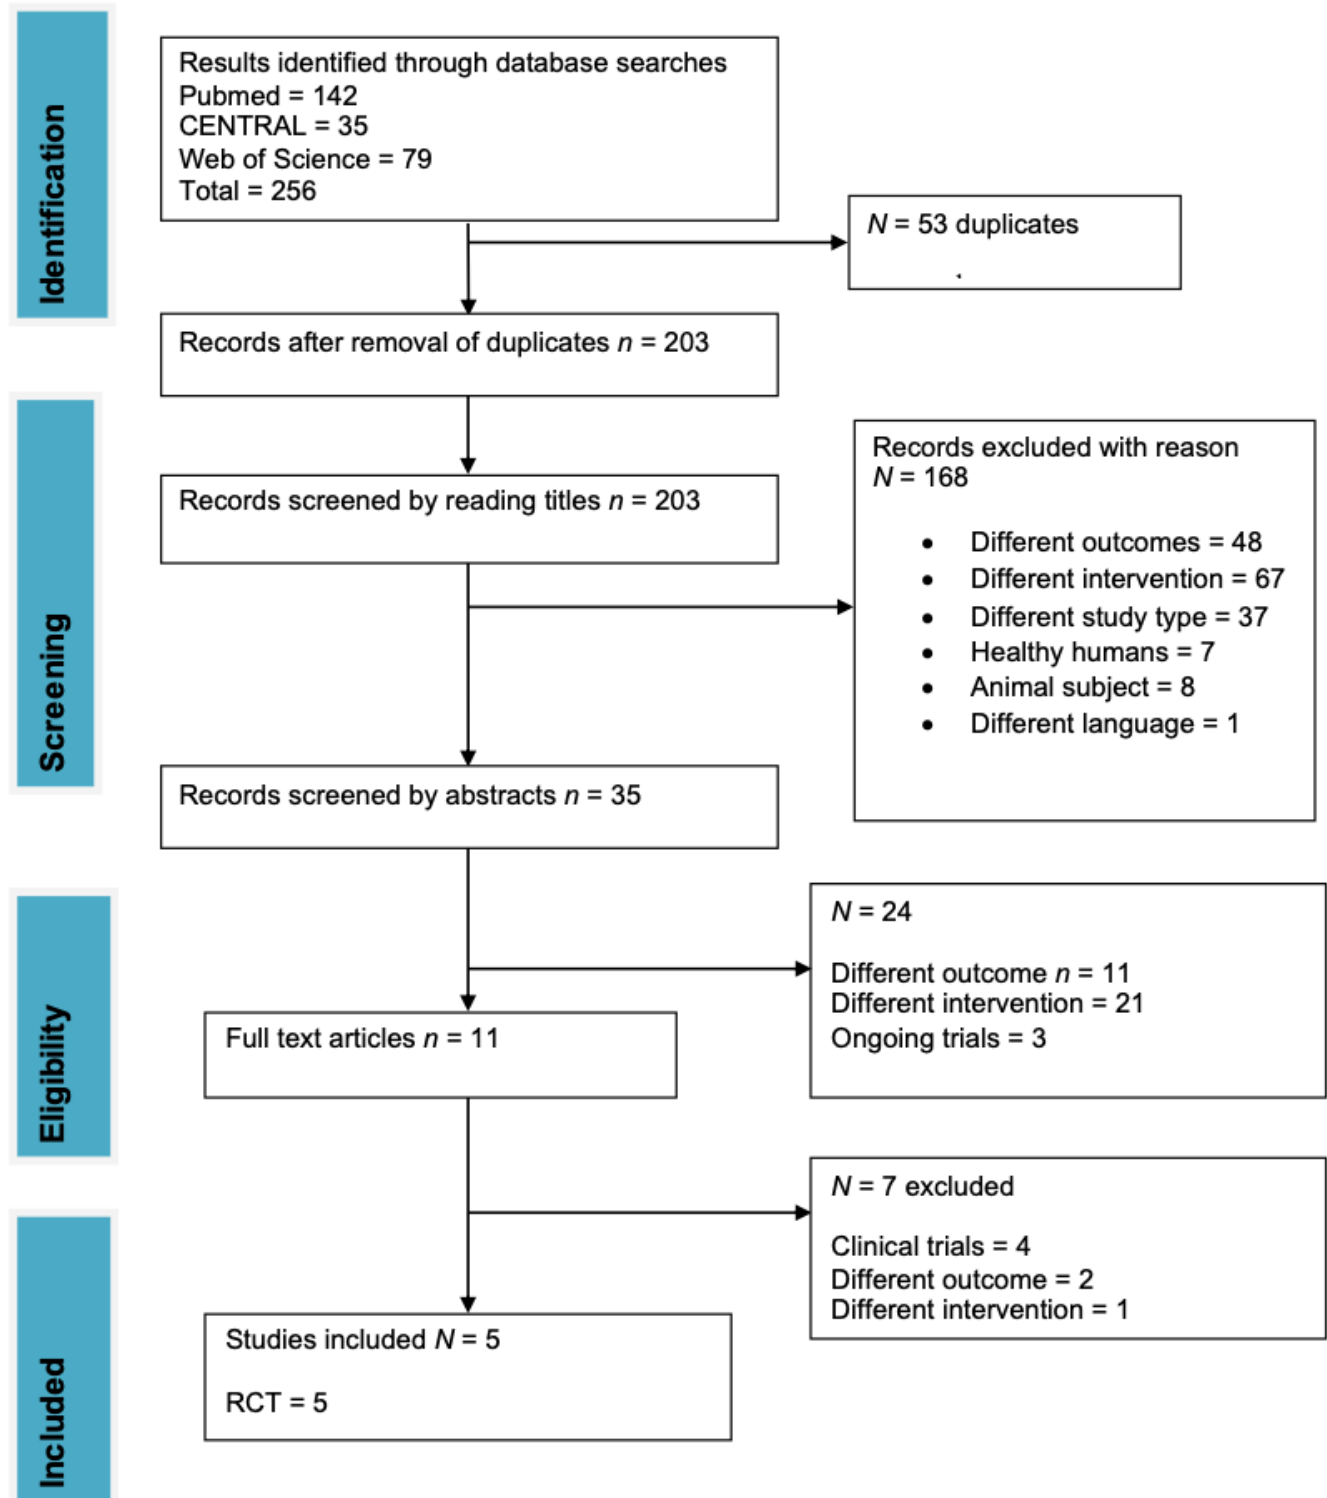 Identification
Results identified through database searches
Pubmed = 142
CENTRAL = 35
Web of Science = 79
Total = 256
N = 53 duplicates
Records after removal of duplicates n = 203
Screening
Records screened by reading titles n = 203
Records excluded with reason
N = 168
• Different outcomes = 48
• Different intervention = 67
• Different study type = 37
• Healthy humans = 7
• Animal subject = 8
• Different language = 1
Records screened by abstracts n = 35
Eligibility
N = 24
Different outcome n = 11
Different intervention = 21
Ongoing trials = 3
Full text articles n = 11
Included
N = 7 excluded
Clinical trials = 4
Different outcome = 2
Different intervention = 1
Studies included N = 5
RCT = 5